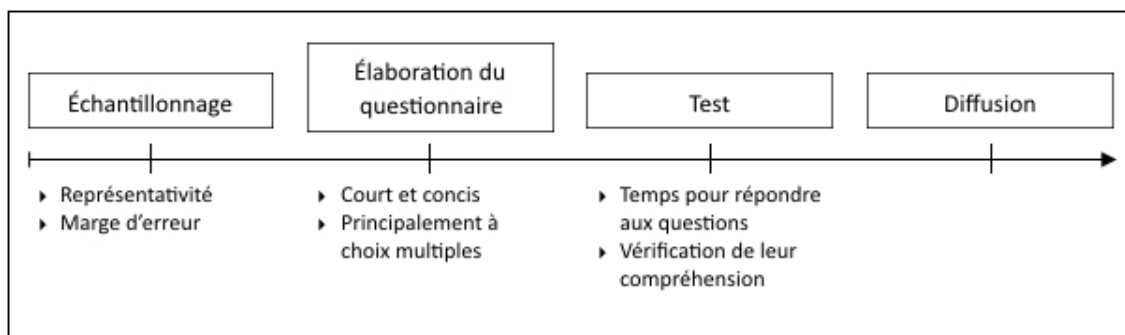 Échantillonnage
Élaboration du
questionnaire
Test
Diffusion
‣ Représentativité
‣ Marge d’erreur
‣ Court et concis
‣ Principalement à
choix multiples
‣ Temps pour répondre
aux questions
‣ Vérification de leur
compréhension